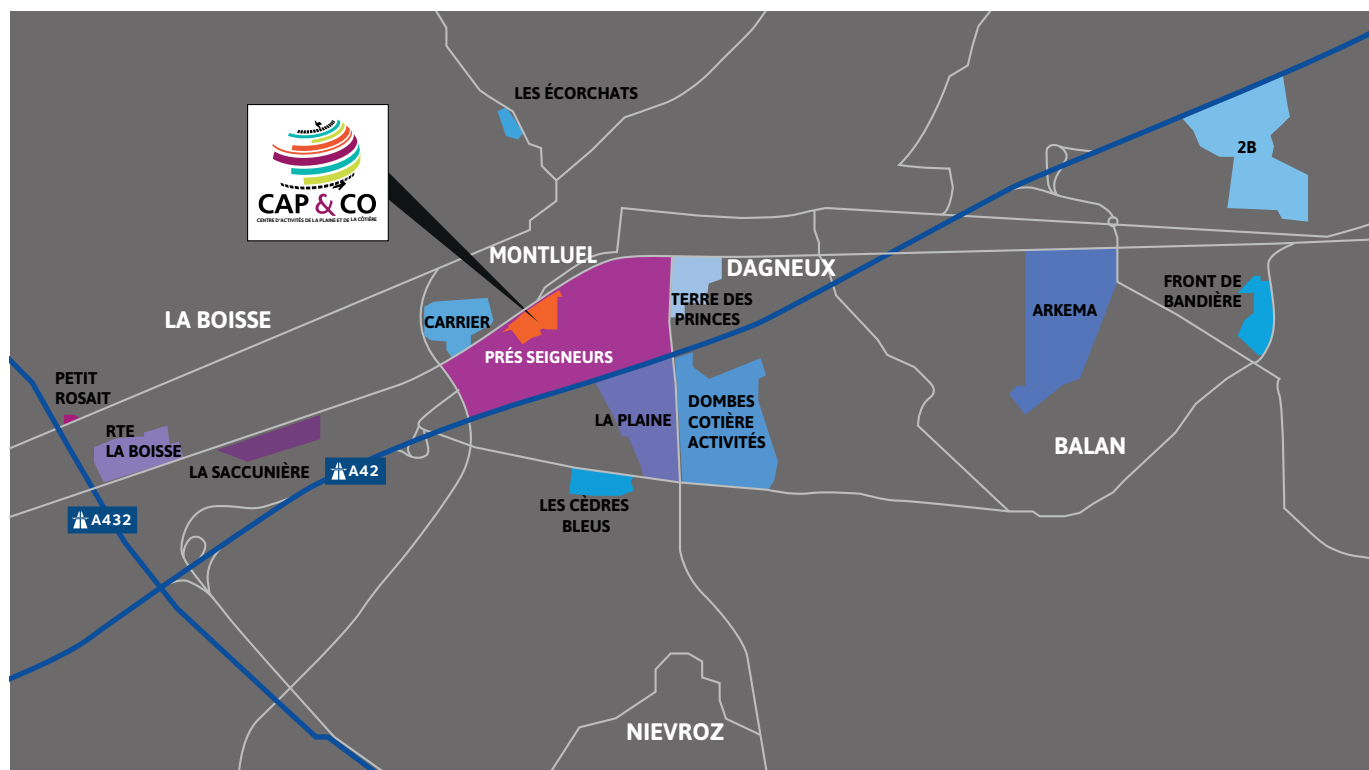 LES ÉCORCHATS
2B
CAP & CO
CENTRE D'ACTIVITÉS DE LA PLAINE ET DE LA CÔTIÈRE
MONTLUEL
DAGNEUX
FRONT DE
BANDIÈRE
TERRE DES
PRINCES
ARKEMA
LA BOISSE
CARRIER
PRÉS SEIGNEURS
PETIT
ROSAIT
RTE
LA BOISSE
LA PLAINE
DOMBES
COTIÈRE
ACTIVITÉS
BALAN
LA SACCUNIÈRE
A42
LES CÈDRES
BLEUS
A432
NIEVROZ